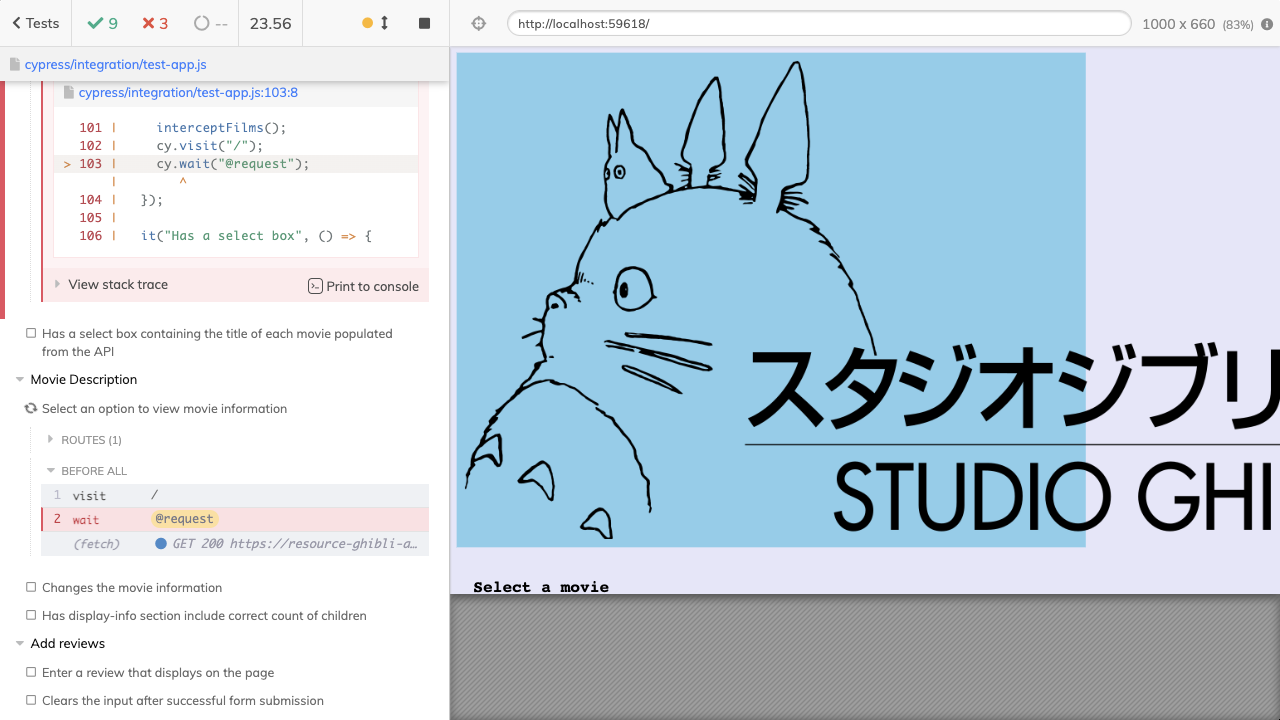 Tests
9
3
--
23.56
http://localhost:59618/
1000 x 660 (83%)
cypress/integration/test-app.js
cypress/integration/test-app.js:103:8
101 | interceptFilms();
102 | cy.visit("/");
> 103 | cy.wait("@request");
| ^
104 | });
105 |
106 | it("Has a select box", () => {
View stack trace
Print to console
Has a select box containing the title of each movie populated
from the API
Movie Description
Select an option to view movie information
ROUTES (1)
BEFORE ALL
1 visit /
2 wait @request
(fetch) GET 200 https://resource-ghibli-a…
Changes the movie information
Has display-info section include correct count of children
Add reviews
Enter a review that displays on the page
Clears the input after successful form submission
スタジオジブリ
STUDIO GHI
Select a movie